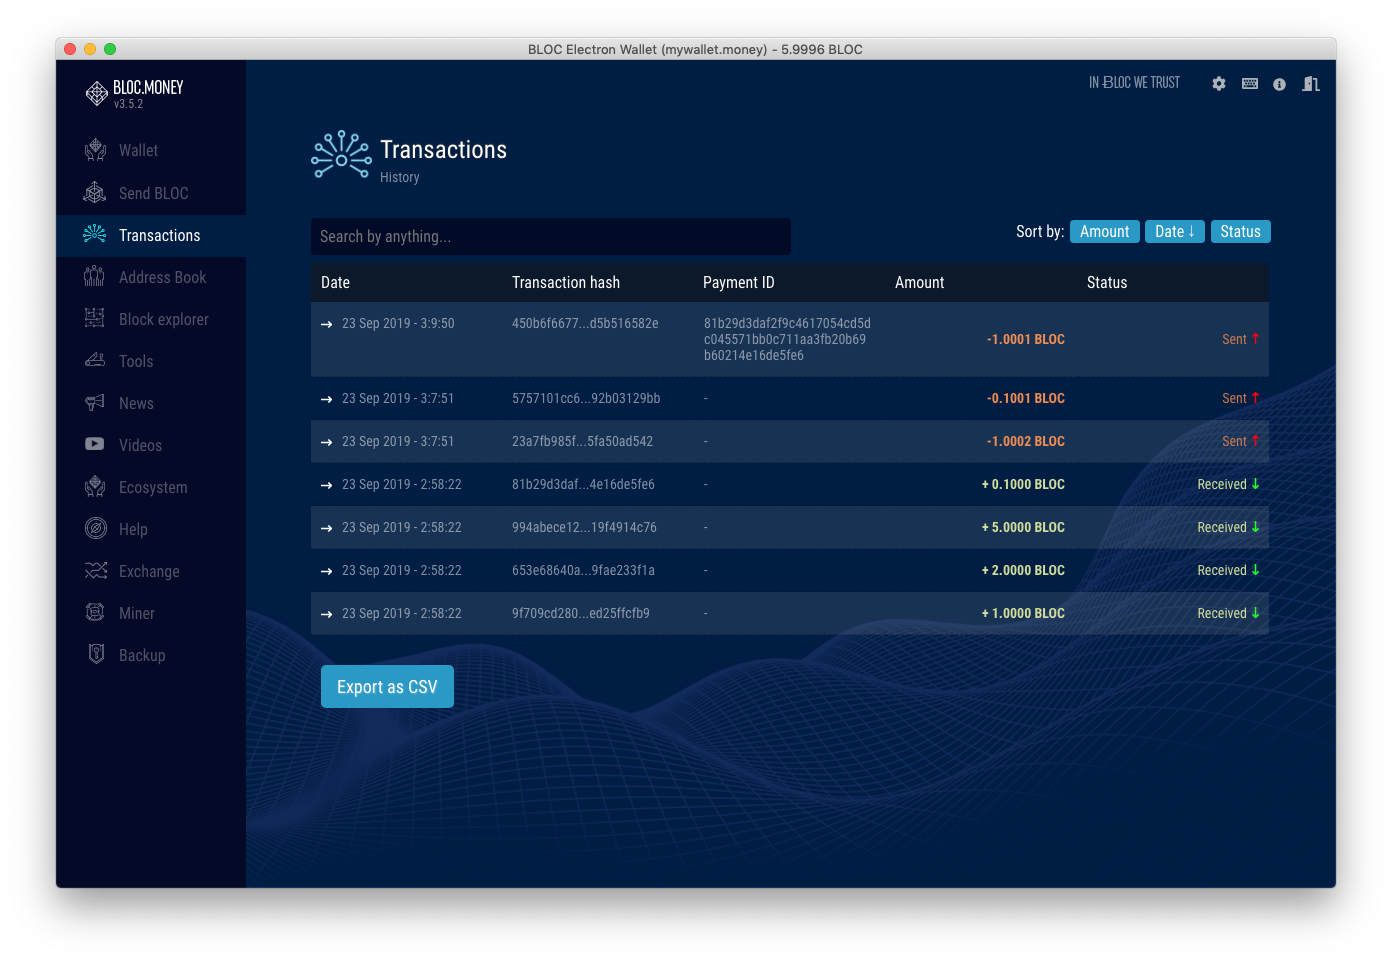 BLOC Electron Wallet (mywallet.money) - 5.9996 BLOC
BLOC.MONEY
v3.5.2
IN BLOC WE TRUST
Wallet
Send BLOC
Transactions
Address Book
Block explorer
Tools
News
Videos
Ecosystem
Help
Exchange
Miner
Backup
Transactions
History
Search by anything...
Sort by: Amount Date ↓ Status
Date Transaction hash Payment ID Amount Status
→ 23 Sep 2019 - 3:9:50 450b6f6677...d5b516582e 81b29d3daf2f9c4617054cd5d
c045571bb0c711aa3fb20b69
b60214e16de5fe6
-1.0001 BLOC Sent ↑
→ 23 Sep 2019 - 3:7:51 5757101cc6...92b03129bb - -0.1001 BLOC Sent ↑
→ 23 Sep 2019 - 3:7:51 23a7fb985f...5fa50ad542 - -1.0002 BLOC Sent ↑
→ 23 Sep 2019 - 2:58:22 81b29d3daf...4e16de5fe6 - + 0.1000 BLOC Received ↓
→ 23 Sep 2019 - 2:58:22 994abece12...19f4914c76 - + 5.0000 BLOC Received ↓
→ 23 Sep 2019 - 2:58:22 653e68640a...9fae233f1a - + 2.0000 BLOC Received ↓
→ 23 Sep 2019 - 2:58:22 9f709cd280...ed25ffcfb9 - + 1.0000 BLOC Received ↓
Export as CSV